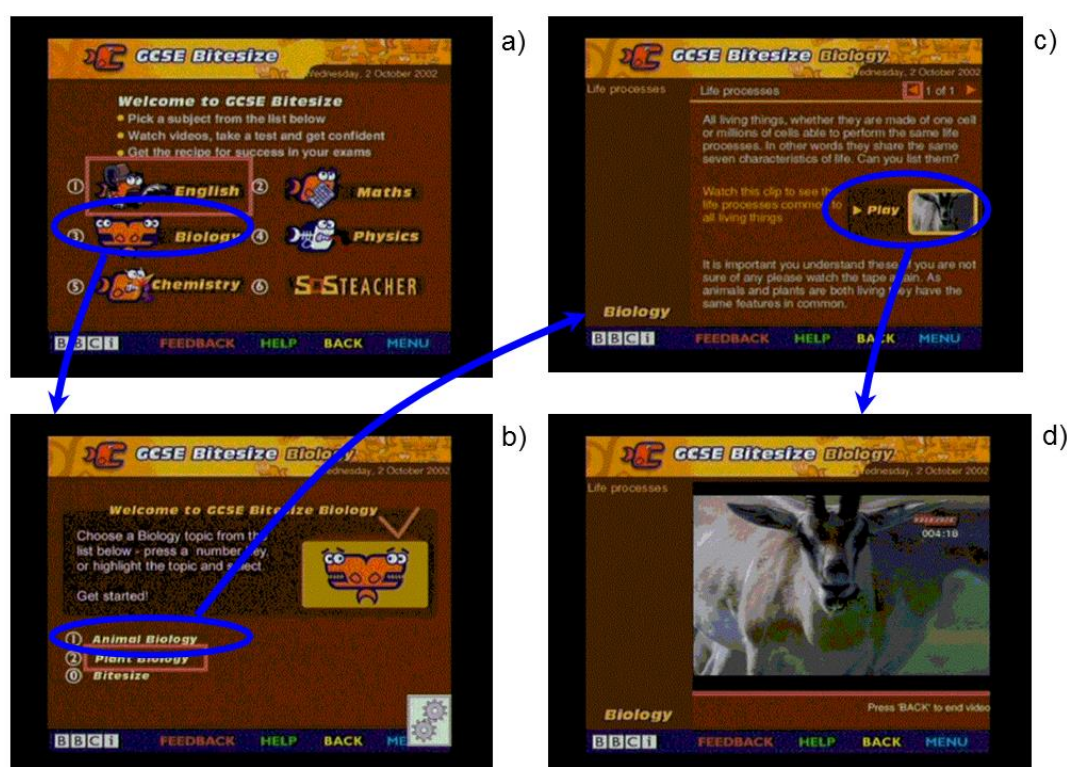 a)
GCSE Bitesize
Wednesday, 2 October 2002
Welcome to GCSE Bitesize
Pick a subject from the list below
Watch videos, take a test and get confident
Get the recipe for success in your exams
① English
② Maths
③ Biology
④ Physics
⑤ Chemistry
⑥ SOS TEACHER
BBCi FEEDBACK HELP BACK MENU
b)
GCSE Bitesize Biology
Wednesday, 2 October 2002
Welcome to GCSE Bitesize Biology
Choose a Biology topic from the
list below - press a number key,
or highlight the topic and select
Get started!
① Animal Biology
② Plant Biology
⓪ Bitesize
BBCi FEEDBACK HELP BACK ME
c)
GCSE Bitesize Biology
Wednesday, 2 October 2002
Life processes
Life processes 1 of 1
All living things, whether they are made of one cell
or millions of cells able to perform the same life
processes. In other words they share the same
seven characteristics of life. Can you list them?
Watch this clip to see the
life processes common to
all living things
Play
It is important you understand these if you are not
sure of any please watch the tape again. As
animals and plants are both living they have the
same features in common.
Biology
BBCi FEEDBACK HELP BACK MENU
d)
GCSE Bitesize Biology
Wednesday, 2 October 2002
Life processes
004:18
Press 'BACK' to end video
Biology
BBCi FEEDBACK HELP BACK MENU